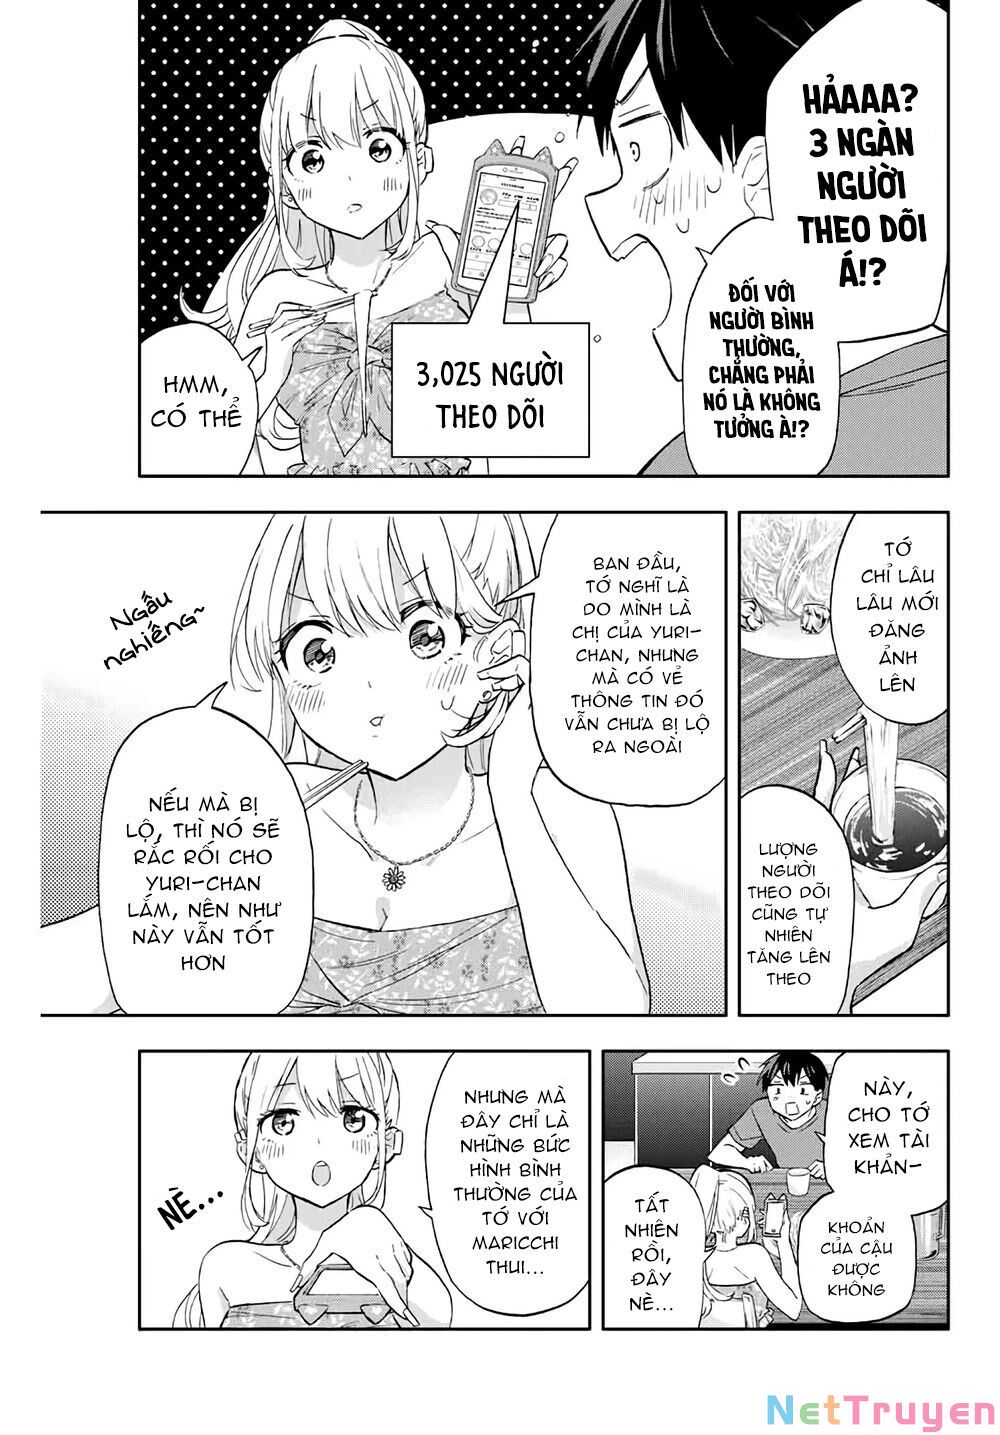 HẢAAA?
3 NGÀN
NGƯỜI
THEO DÕI
Á!?
ĐỐI VỚI
NGƯỜI BÌNH
THƯỜNG,
CHẲNG PHẢI
NÓ LÀ KHÔNG
TƯỞNG À!?
3,025 NGƯỜI
THEO DÕI
HMM,
CÓ THỂ
TỚ
CHỈ LÂU
LÂU MỚI
ĐĂNG
ẢNH
LÊN
LƯỢNG
NGƯỜI
THEO DÕI
CŨNG TỰ
NHIÊN
TĂNG LÊN
THEO
BAN ĐẦU,
TỚ NGHĨ LÀ
DO MÌNH LÀ
CHỊ CỦA YURI-
CHAN, NHƯNG
MÀ CÓ VẺ
THÔNG TIN ĐÓ
VẪN CHƯA BỊ LỘ
RA NGOÀI
NGẤU
NGHIẾNG~
NẾU MÀ BỊ
LỘ, THÌ NÓ SẼ
RẮC RỐI CHO
YURI-CHAN
LẮM, NÊN NHƯ
NÀY VẪN TỐT
HƠN
NÀY,
CHO TỚ
XEM TÀI
KHẢN-
KHOẢN
CỦA CẬU
ĐƯỢC
KHÔNG
TẤT
NHIÊN
RỒI, ĐÂY
NÈ...
NHƯNG MÀ
ĐÂY CHỈ LÀ
NHỮNG BỨC
HÌNH BÌNH
THƯỜNG CỦA
TỚ VỚI
MARICCHI
THUI...
NÈ...
NetTruyen